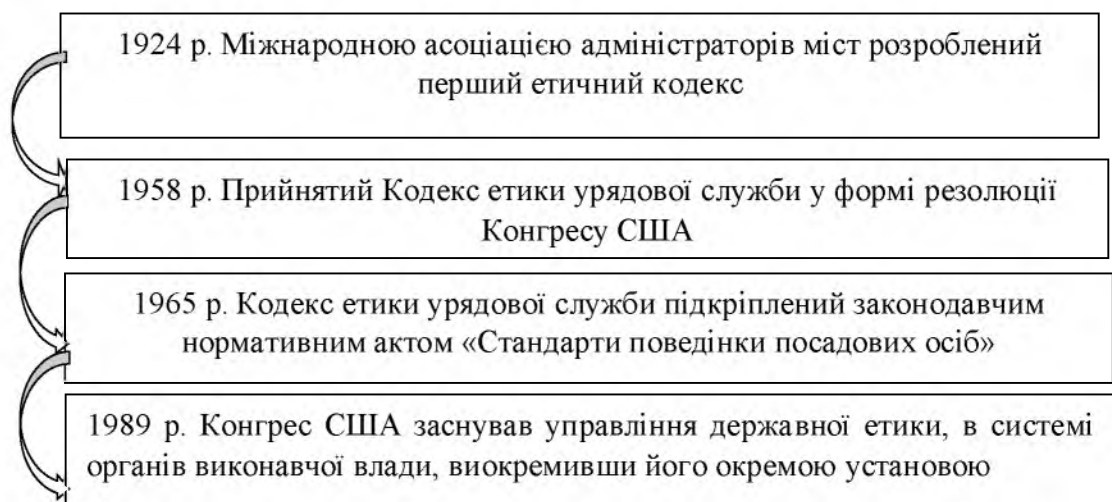 1924 р. Міжнародною асоціацією адміністраторів міст розроблений
перший етичний кодекс
1958 р. Прийнятий Кодекс етики урядової служби у формі резолюції
Конгресу США
1965 р. Кодекс етики урядової служби підкріплений законодавчим
нормативним актом «Стандарти поведінки посадових осіб»
1989 р. Конгрес США заснував управління державної етики, в системі
органів виконавчої влади, виокремивши його окремою установою